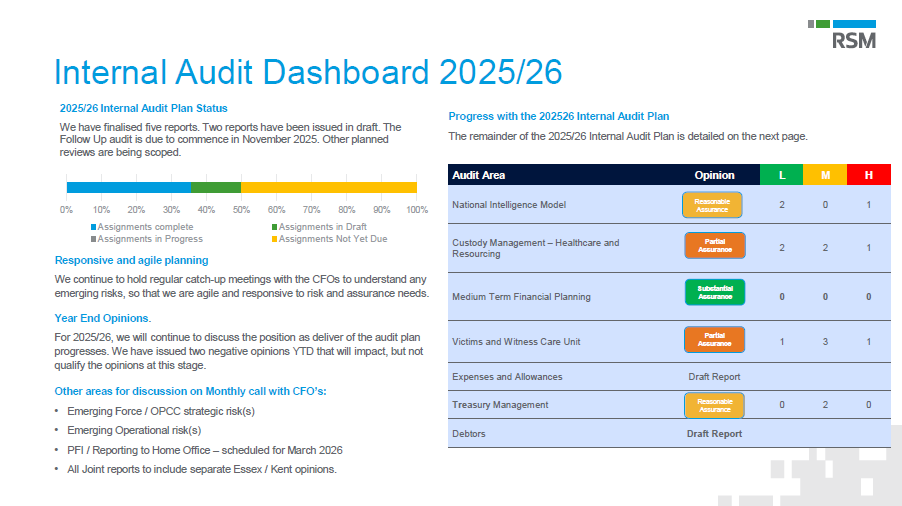 RSM
Internal Audit Dashboard 2025/26
2025/26 Internal Audit Plan Status
We have finalised five reports. Two reports have been issued in draft. The
Follow Up audit is due to commence in November 2025. Other planned
reviews are being scoped.
0% 10% 20% 30% 40% 50% 60% 70% 80% 90% 100%
Assignments complete Assignments in Draft
Assignments in Progress Assignments Not Yet Due
Responsive and agile planning
We continue to hold regular catch-up meetings with the CFOs to understand any
emerging risks, so that we are agile and responsive to risk and assurance needs.
Year End Opinions.
For 2025/26, we will continue to discuss the position as deliver of the audit plan
progresses. We have issued two negative opinions YTD that will impact, but not
qualify the opinions at this stage.
Other areas for discussion on Monthly call with CFO's:
• Emerging Force / OPCC strategic risk(s)
• Emerging Operational risk(s)
• PFI / Reporting to Home Office – scheduled for March 2026
• All Joint reports to include separate Essex / Kent opinions.
Progress with the 202526 Internal Audit Plan
The remainder of the 2025/26 Internal Audit Plan is detailed on the next page.
Audit Area Opinion L M H
National Intelligence Model Reasonable Assurance 2 0 1
Custody Management – Healthcare and
Resourcing Partial Assurance 2 2 1
Medium Term Financial Planning Substantial Assurance 0 0 0
Victims and Witness Care Unit Partial Assurance 1 3 1
Expenses and Allowances Draft Report
Treasury Management Reasonable Assurance 0 2 0
Debtors Draft Report